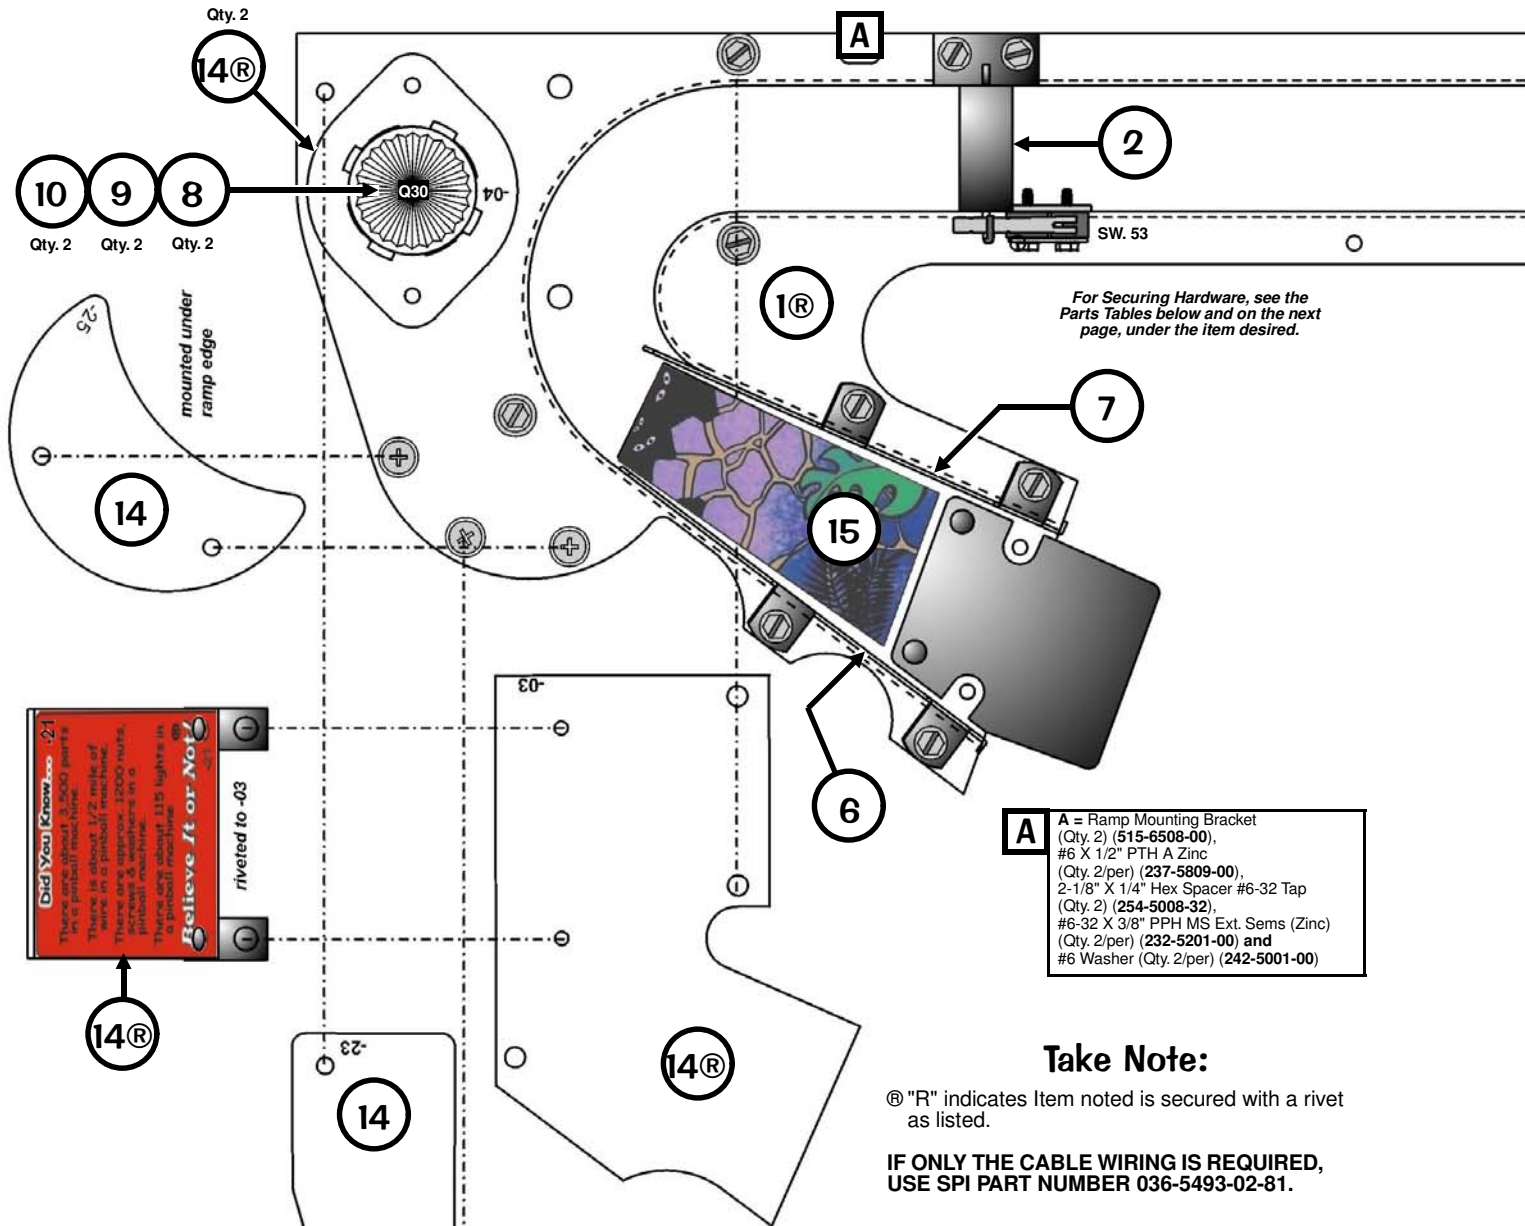 Qty. 2
14®
A
10
9
8
Q30
-04
2
Qty. 2
Qty. 2
Qty. 2
SW. 53
1®
For Securing Hardware, see the
Parts Tables below and on the next
page, under the item desired.
-25
mounted under
ramp edge
7
14
15
-03
6
Did You Know... -21
There are about 3,500 parts
in a pinball machine.
There is about 1/2 mile of
wire in a pinball machine.
There are approx. 1200 nuts,
screws & washers in a
pinball machine.
There are about 115 lights in
a pinball machine
Believe It or Not!
®
-21
riveted to -03
14®
A
A = Ramp Mounting Bracket
(Qty. 2) (515-6508-00),
#6 X 1/2" PTH A Zinc
(Qty. 2/per) (237-5809-00),
2-1/8" X 1/4" Hex Spacer #6-32 Tap
(Qty. 2) (254-5008-32),
#6-32 X 3/8" PPH MS Ext. Sems (Zinc)
(Qty. 2/per) (232-5201-00) and
#6 Washer (Qty. 2/per) (242-5001-00)
-23
14
14®
Take Note:
® "R" indicates Item noted is secured with a rivet
as listed.
IF ONLY THE CABLE WIRING IS REQUIRED,
USE SPI PART NUMBER 036-5493-02-81.